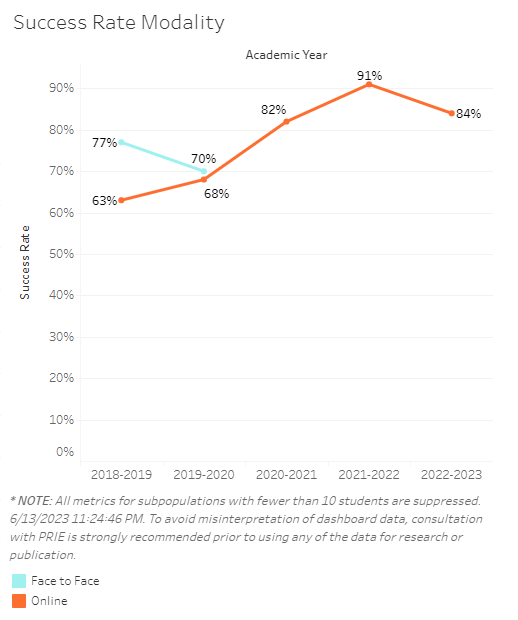 Success Rate Modality
Academic Year
Success Rate
90%
80%
70%
60%
50%
40%
30%
20%
10%
0%
77%
63%
70%
68%
82%
91%
84%
2018-2019 2019-2020 2020-2021 2021-2022 2022-2023
* NOTE: All metrics for subpopulations with fewer than 10 students are suppressed.
6/13/2023 11:24:46 PM. To avoid misinterpretation of dashboard data, consultation
with PRIE is strongly recommended prior to using any of the data for research or
publication.
Face to Face
Online